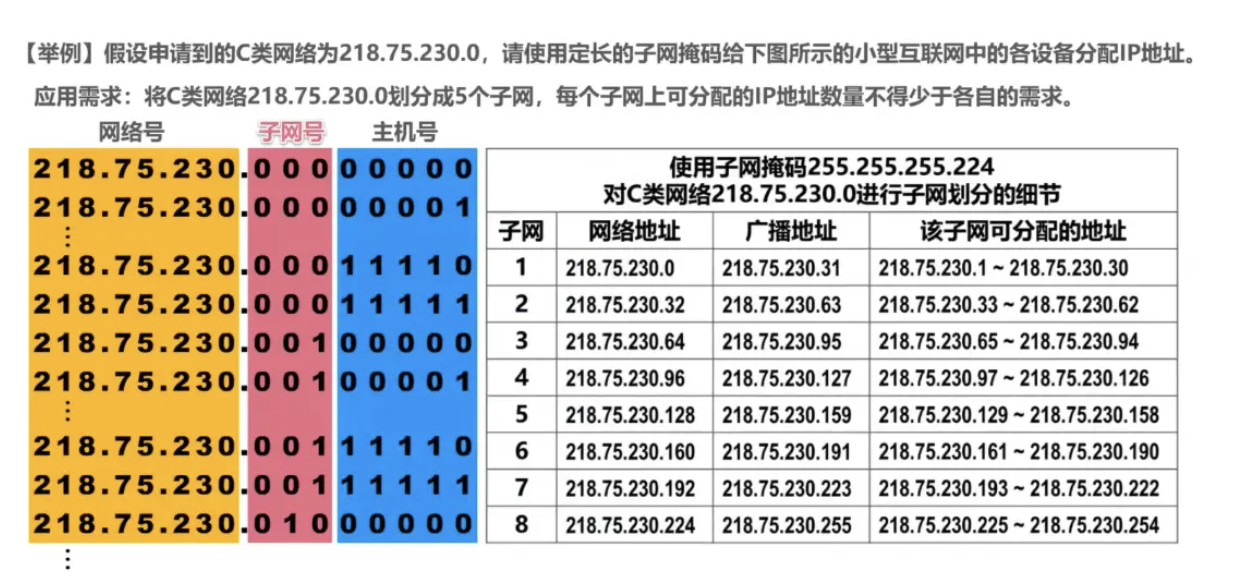 【举例】假设申请到的C类网络为218.75.230.0，请使用定长的子网掩码给下图所示的小型互联网中的各设备分配IP地址。
应用需求：将C类网络218.75.230.0划分成5个子网，每个子网上可分配的IP地址数量不得少于各自的需求。
网络号 子网号 主机号
218.75.230.000 00000
218.75.230.000 00001
⋮
218.75.230.000 11110
218.75.230.000 11111
218.75.230.001 00000
218.75.230.001 00001
⋮
218.75.230.001 11110
218.75.230.001 11111
218.75.230.010 00000
⋮
使用子网掩码255.255.255.224
对C类网络218.75.230.0进行子网划分的细节
子网 网络地址 广播地址 该子网可分配的地址
1 218.75.230.0 218.75.230.31 218.75.230.1 ~ 218.75.230.30
2 218.75.230.32 218.75.230.63 218.75.230.33 ~ 218.75.230.62
3 218.75.230.64 218.75.230.95 218.75.230.65 ~ 218.75.230.94
4 218.75.230.96 218.75.230.127 218.75.230.97 ~ 218.75.230.126
5 218.75.230.128 218.75.230.159 218.75.230.129 ~ 218.75.230.158
6 218.75.230.160 218.75.230.191 218.75.230.161 ~ 218.75.230.190
7 218.75.230.192 218.75.230.223 218.75.230.193 ~ 218.75.230.222
8 218.75.230.224 218.75.230.255 218.75.230.225 ~ 218.75.230.254